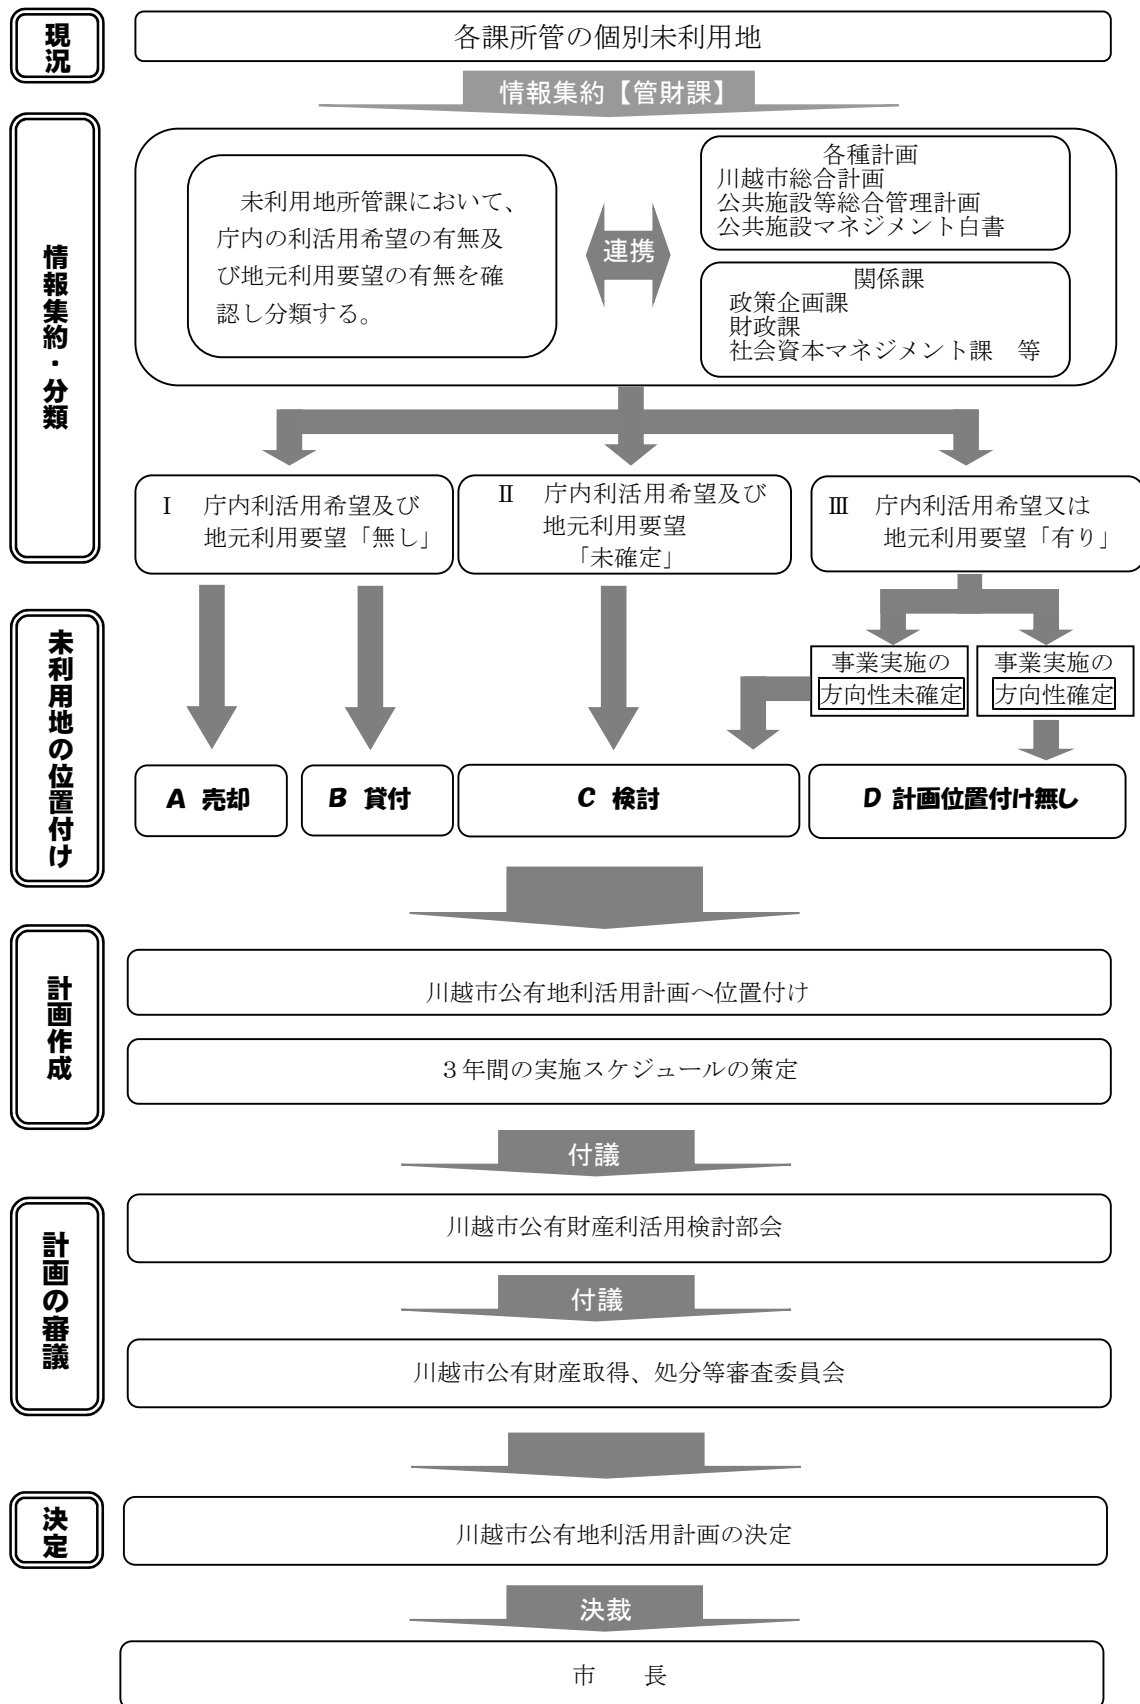 現況
各課所管の個別未利用地
情報集約【管財課】
情報集約・分類
未利用地所管課において、
庁内の利活用希望の有無及
び地元利用要望の有無を確
認し分類する。
連携
各種計画
川越市総合計画
公共施設等総合管理計画
公共施設マネジメント白書
関係課
政策企画課
財政課
社会資本マネジメント課　等
Ⅰ　庁内利活用希望及び
地元利用要望「無し」
Ⅱ　庁内利活用希望及び
地元利用要望
「未確定」
Ⅲ　庁内利活用希望又は
地元利用要望「有り」
未利用地の位置付け
事業実施の
方向性未確定
事業実施の
方向性確定
A 売却
B 貸付
C 検討
D 計画位置付け無し
計画作成
川越市公有地利活用計画へ位置付け
３年間の実施スケジュールの策定
付議
計画の審議
川越市公有財産利活用検討部会
付議
川越市公有財産取得、処分等審査委員会
決定
川越市公有地利活用計画の決定
決裁
市　　長